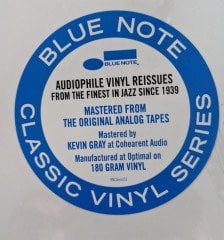 BLUE NOTE
BLUE NOTE
AUDIOPHILE VINYL REISSUES
FROM THE FINEST IN JAZZ SINCE 1939
MASTERED FROM
THE ORIGINAL ANALOG TAPES
Mastered by
KEVIN GRAY at Cohearent Audio
Manufactured at Optimal on
180 GRAM VINYL
CLASSIC VINYL SERIES